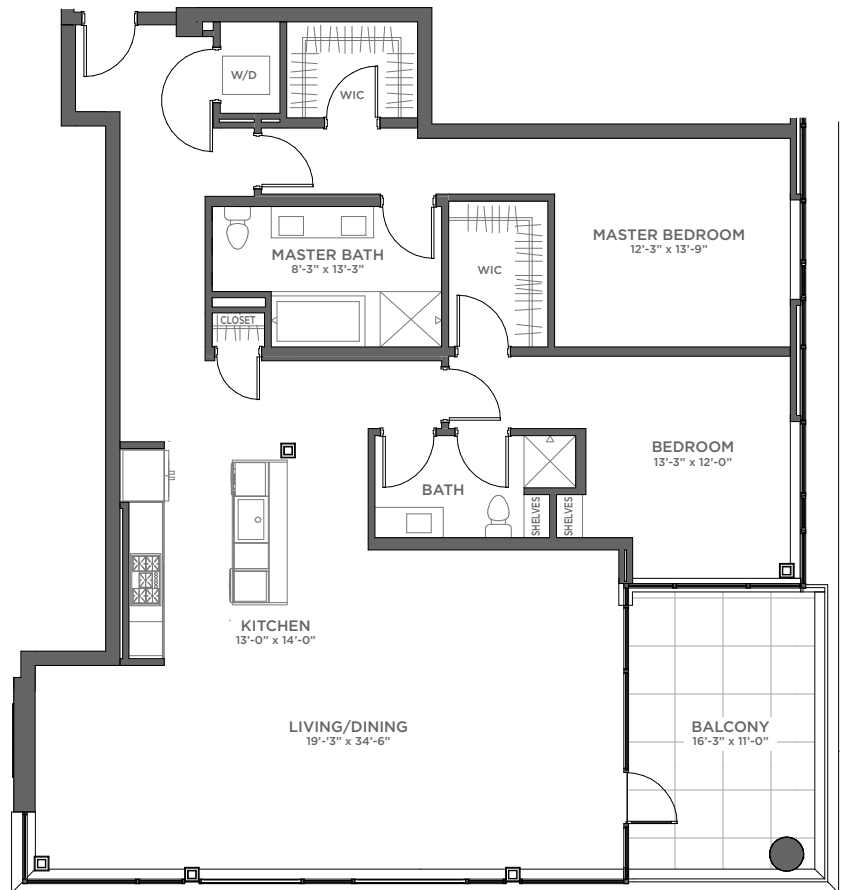 W/D
WIC
MASTER BEDROOM
12'-3" x 13'-9"
MASTER BATH
8'-3" x 13'-3"
WIC
CLOSET
BEDROOM
13'-3" x 12'-0"
BATH
SHELVES
SHELVES
KITCHEN
13'-0" x 14'-0"
LIVING/DINING
19'-'3" x 34'-6"
BALCONY
16'-3" x 11'-0"